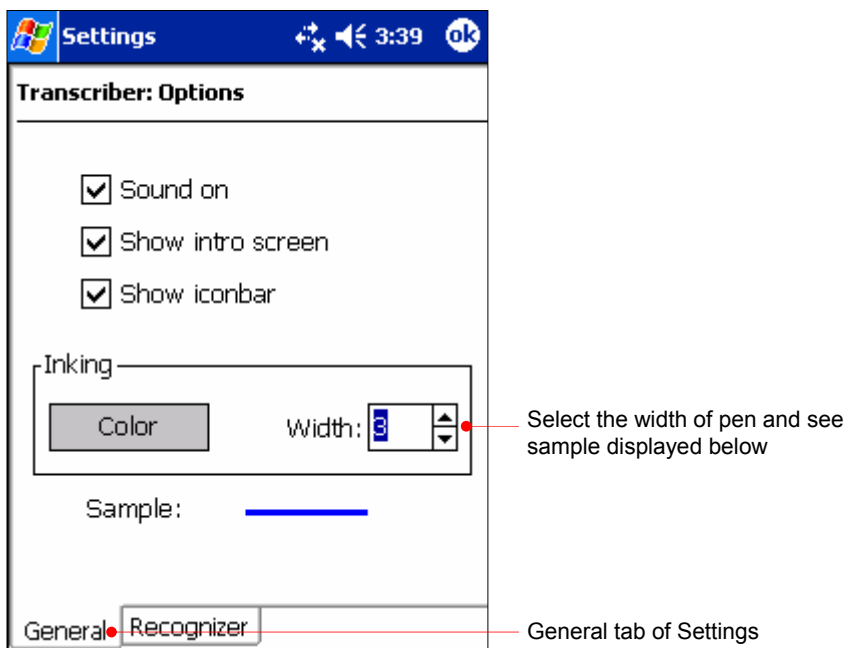 Settings 3:39 ok
Transcriber: Options
Sound on
Show intro screen
Show iconbar
Inking
Color Width: 3
Select the width of pen and see
sample displayed below
Sample:
General Recognizer
General tab of Settings